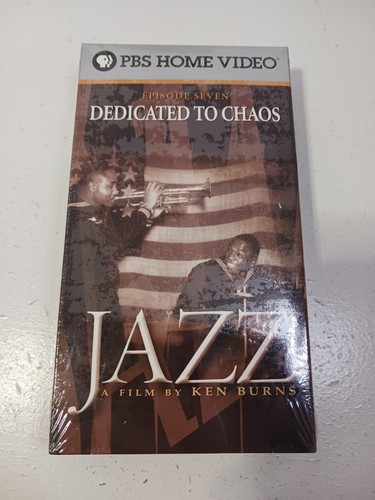 PBS HOME VIDEO
EPISODE SEVEN
DEDICATED TO CHAOS
JAZZ
A FILM BY KEN BURNS